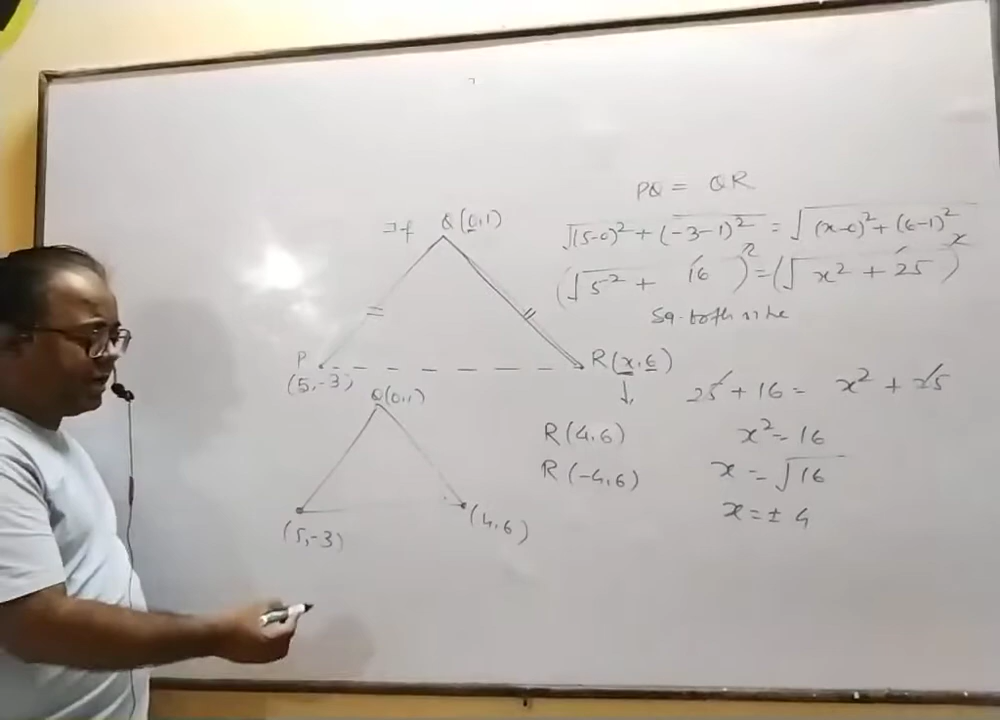 PQ = QR
If Q(0,1)
√(5-0)² + (-3-1)² = √(x-0)² + (6-1)²
(√5² + 16)² = (√x² + 25)²
Sq. both side
P
(5,-3)
R(x,6)
25 + 16 = x² + 25
R(4,6)
x² = 16
R(-4,6)
x = √16
x = ± 4
Q(0,1)
(5,-3)
(4,6)